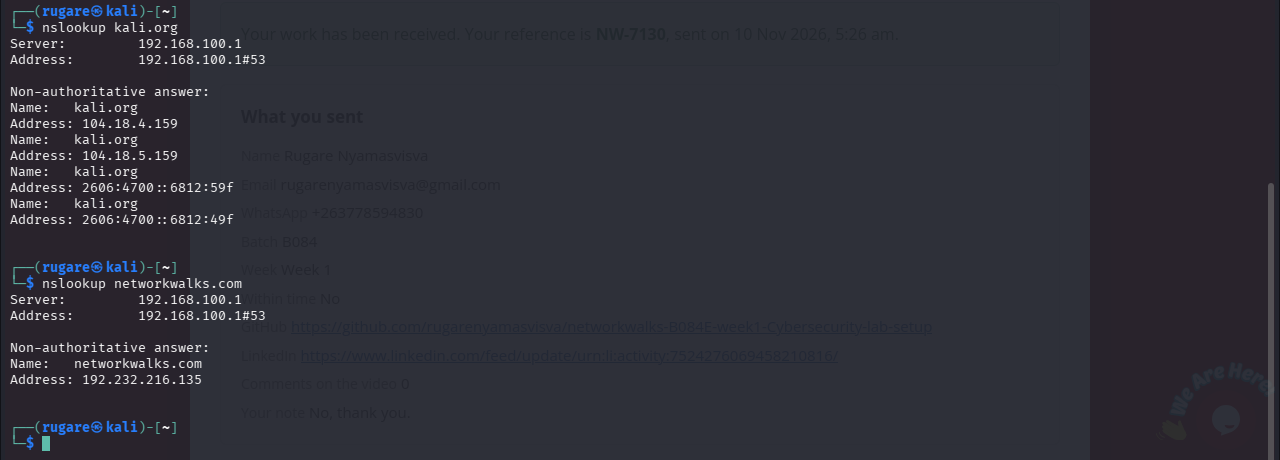 ┌──(rugare㉿kali)-[~]
└─$ nslookup kali.org
Server:         192.168.100.1
Address:        192.168.100.1#53

Non-authoritative answer:
Name:   kali.org
Address: 104.18.4.159
Name:   kali.org
Address: 104.18.5.159
Name:   kali.org
Address: 2606:4700::6812:59f
Name:   kali.org
Address: 2606:4700::6812:49f

┌──(rugare㉿kali)-[~]
└─$ nslookup networkwalks.com
Server:         192.168.100.1
Address:        192.168.100.1#53

Non-authoritative answer:
Name:   networkwalks.com
Address: 192.232.216.135

┌──(rugare㉿kali)-[~]
└─$
Your work has been received. Your reference is NW-7130, sent on 10 Nov 2026, 5:26 am.
What you sent
Name Rugare Nyamasvisva
Email rugarenyamasvisva@gmail.com
WhatsApp +263778594830
Batch B084
Week Week 1
Within time No
GitHub https://github.com/rugarenyamasvisva/networkwalks-B084E-week1-Cybersecurity-lab-setup
LinkedIn https://www.linkedin.com/feed/update/urn:li:activity:7524276069458210816/
Comments on the video 0
Your note No, thank you.
We Are Here!